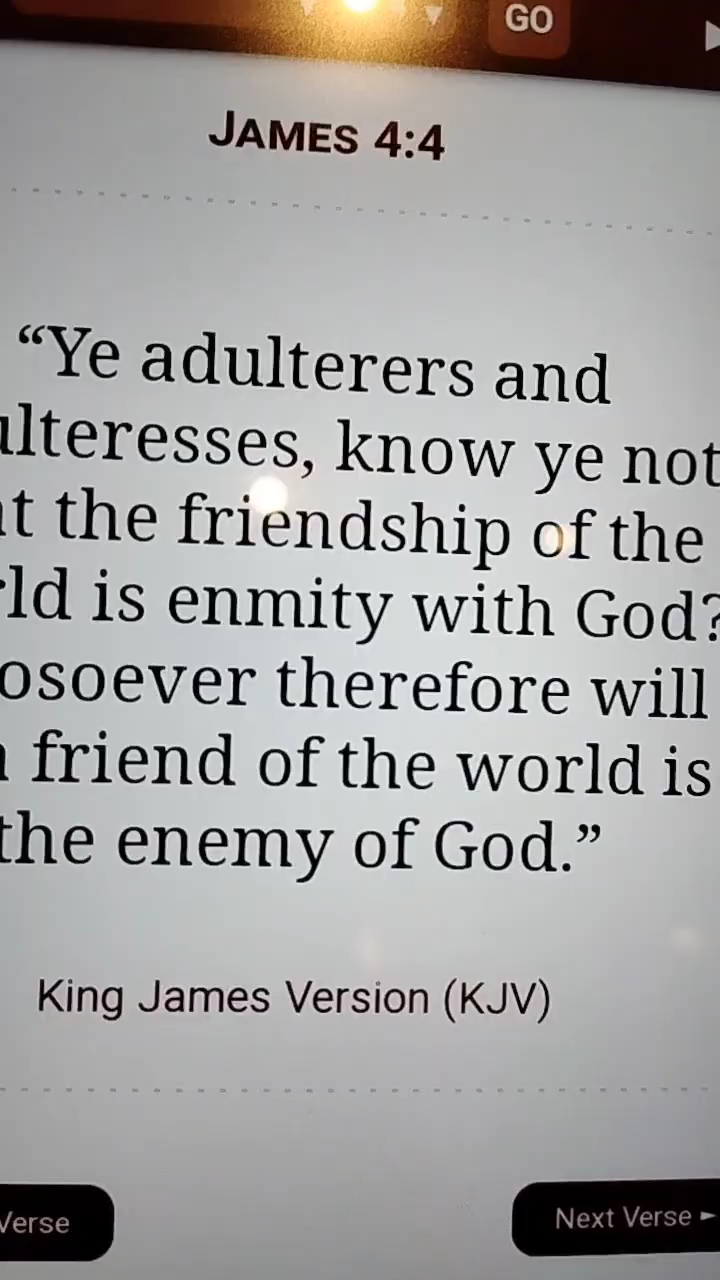 GO
JAMES 4:4
“Ye adulterers and
ulteresses, know ye not
at the friendship of the
rld is enmity with God?
osoever therefore will
friend of the world is
the enemy of God.”
King James Version (KJV)
Verse
Next Verse ►